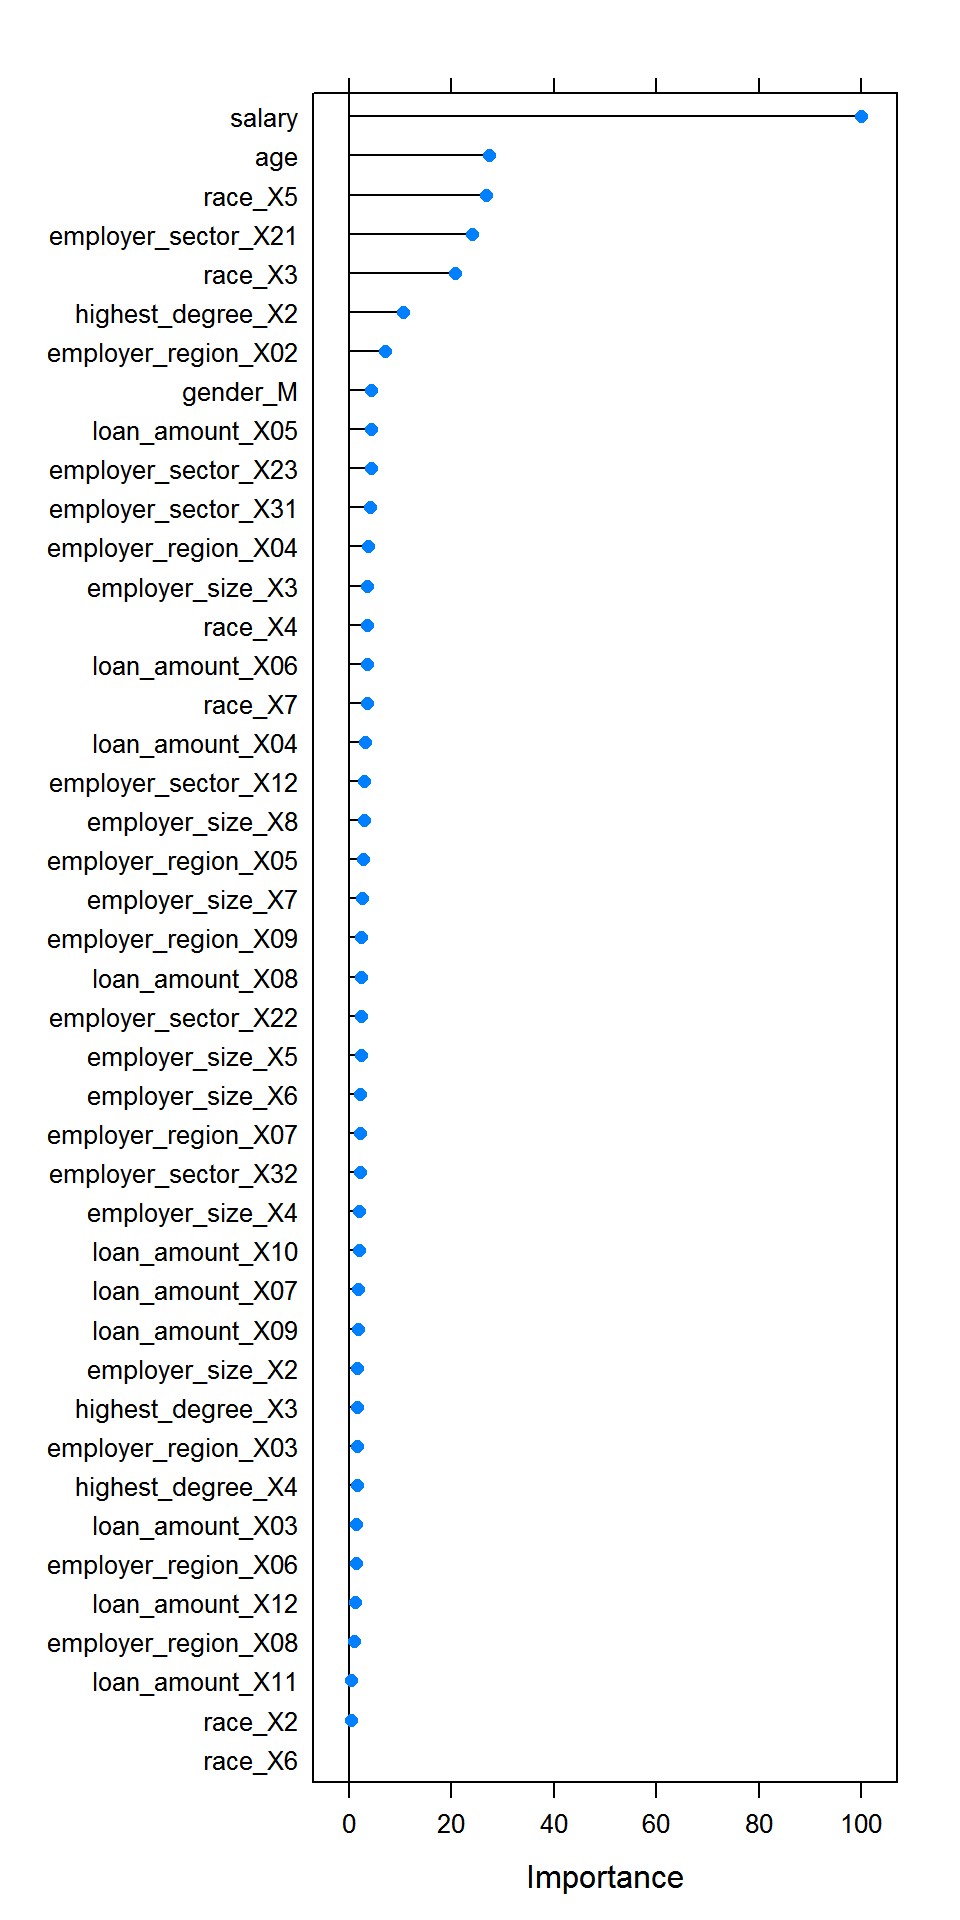 salary
age
race_X5
employer_sector_X21
race_X3
highest_degree_X2
employer_region_X02
gender_M
loan_amount_X05
employer_sector_X23
employer_sector_X31
employer_region_X04
employer_size_X3
race_X4
loan_amount_X06
race_X7
loan_amount_X04
employer_sector_X12
employer_size_X8
employer_region_X05
employer_size_X7
employer_region_X09
loan_amount_X08
employer_sector_X22
employer_size_X5
employer_size_X6
employer_region_X07
employer_sector_X32
employer_size_X4
loan_amount_X10
loan_amount_X07
loan_amount_X09
employer_size_X2
highest_degree_X3
employer_region_X03
highest_degree_X4
loan_amount_X03
employer_region_X06
loan_amount_X12
employer_region_X08
loan_amount_X11
race_X2
race_X6
0 20 40 60 80 100
Importance